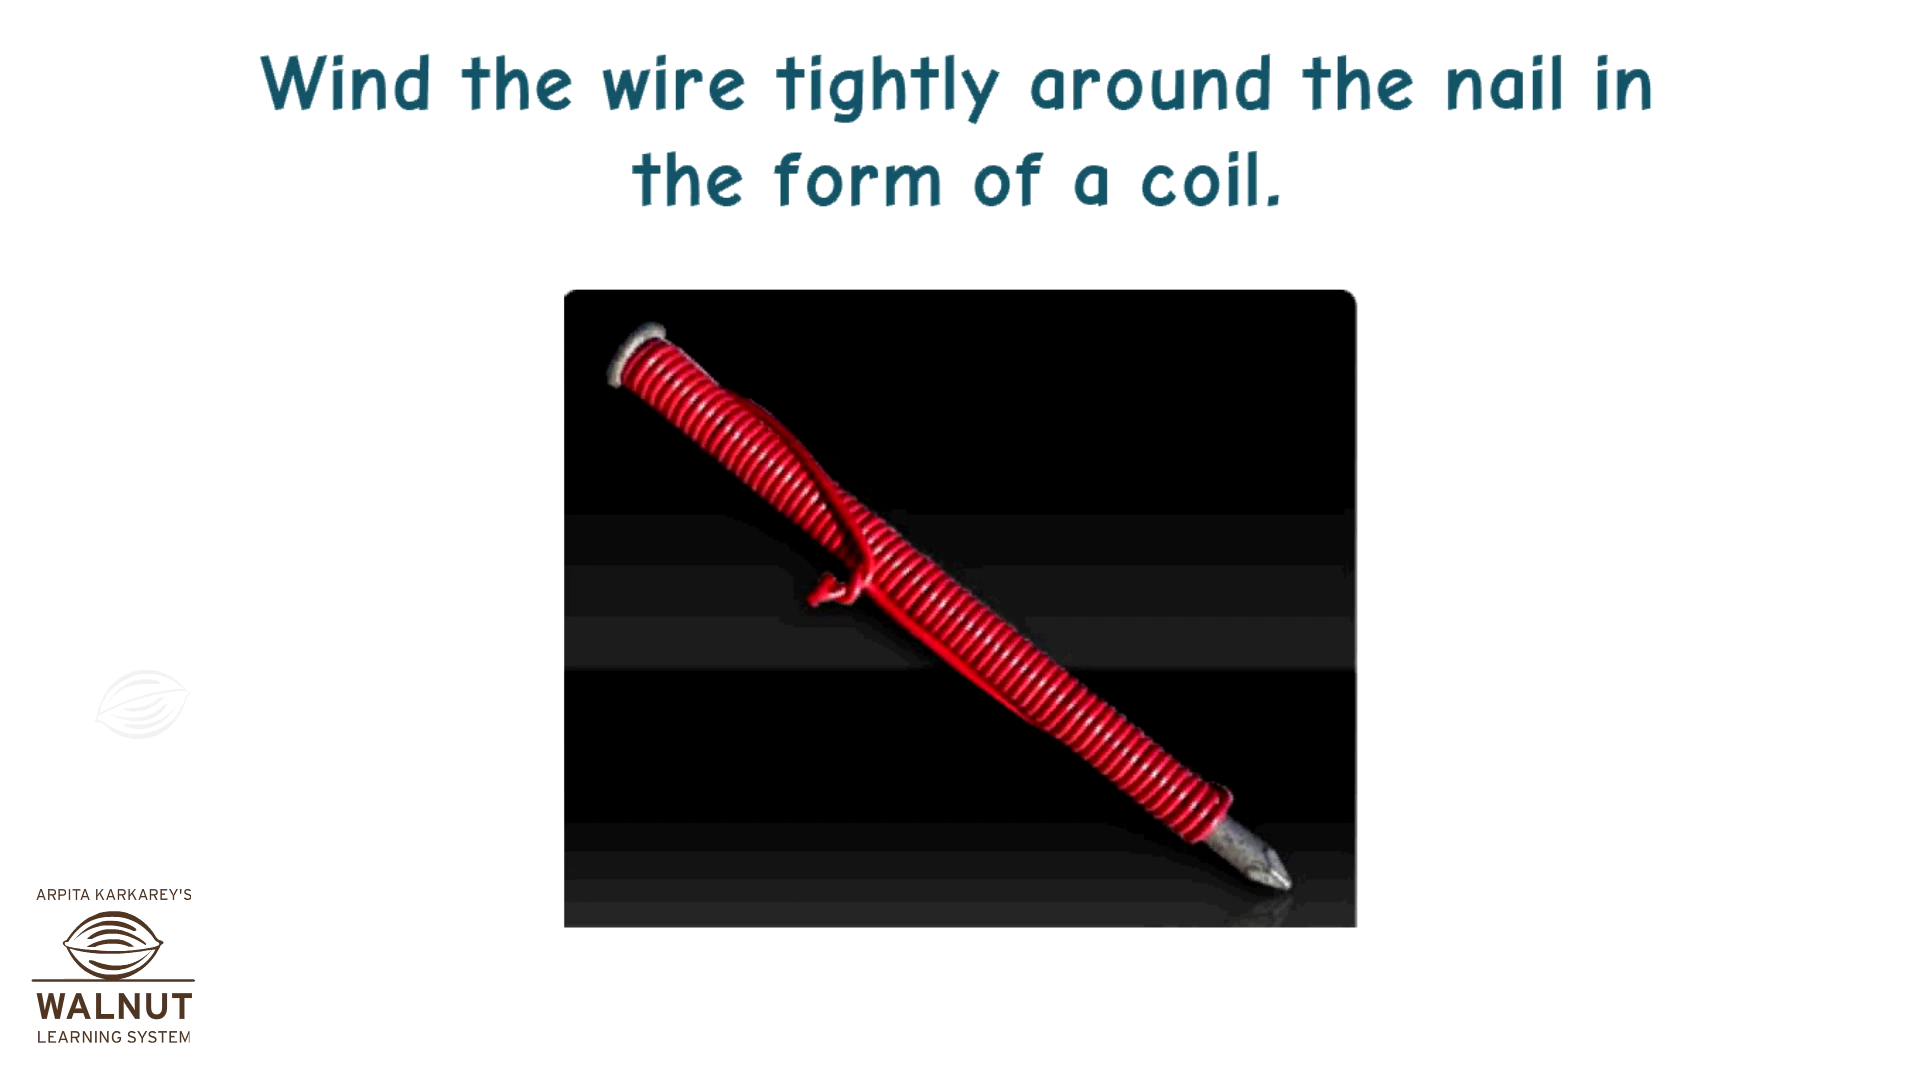 Wind the wire tightly around the nail in
the form of a coil.
ARPITA KARKAREY'S
WALNUT
LEARNING SYSTEM